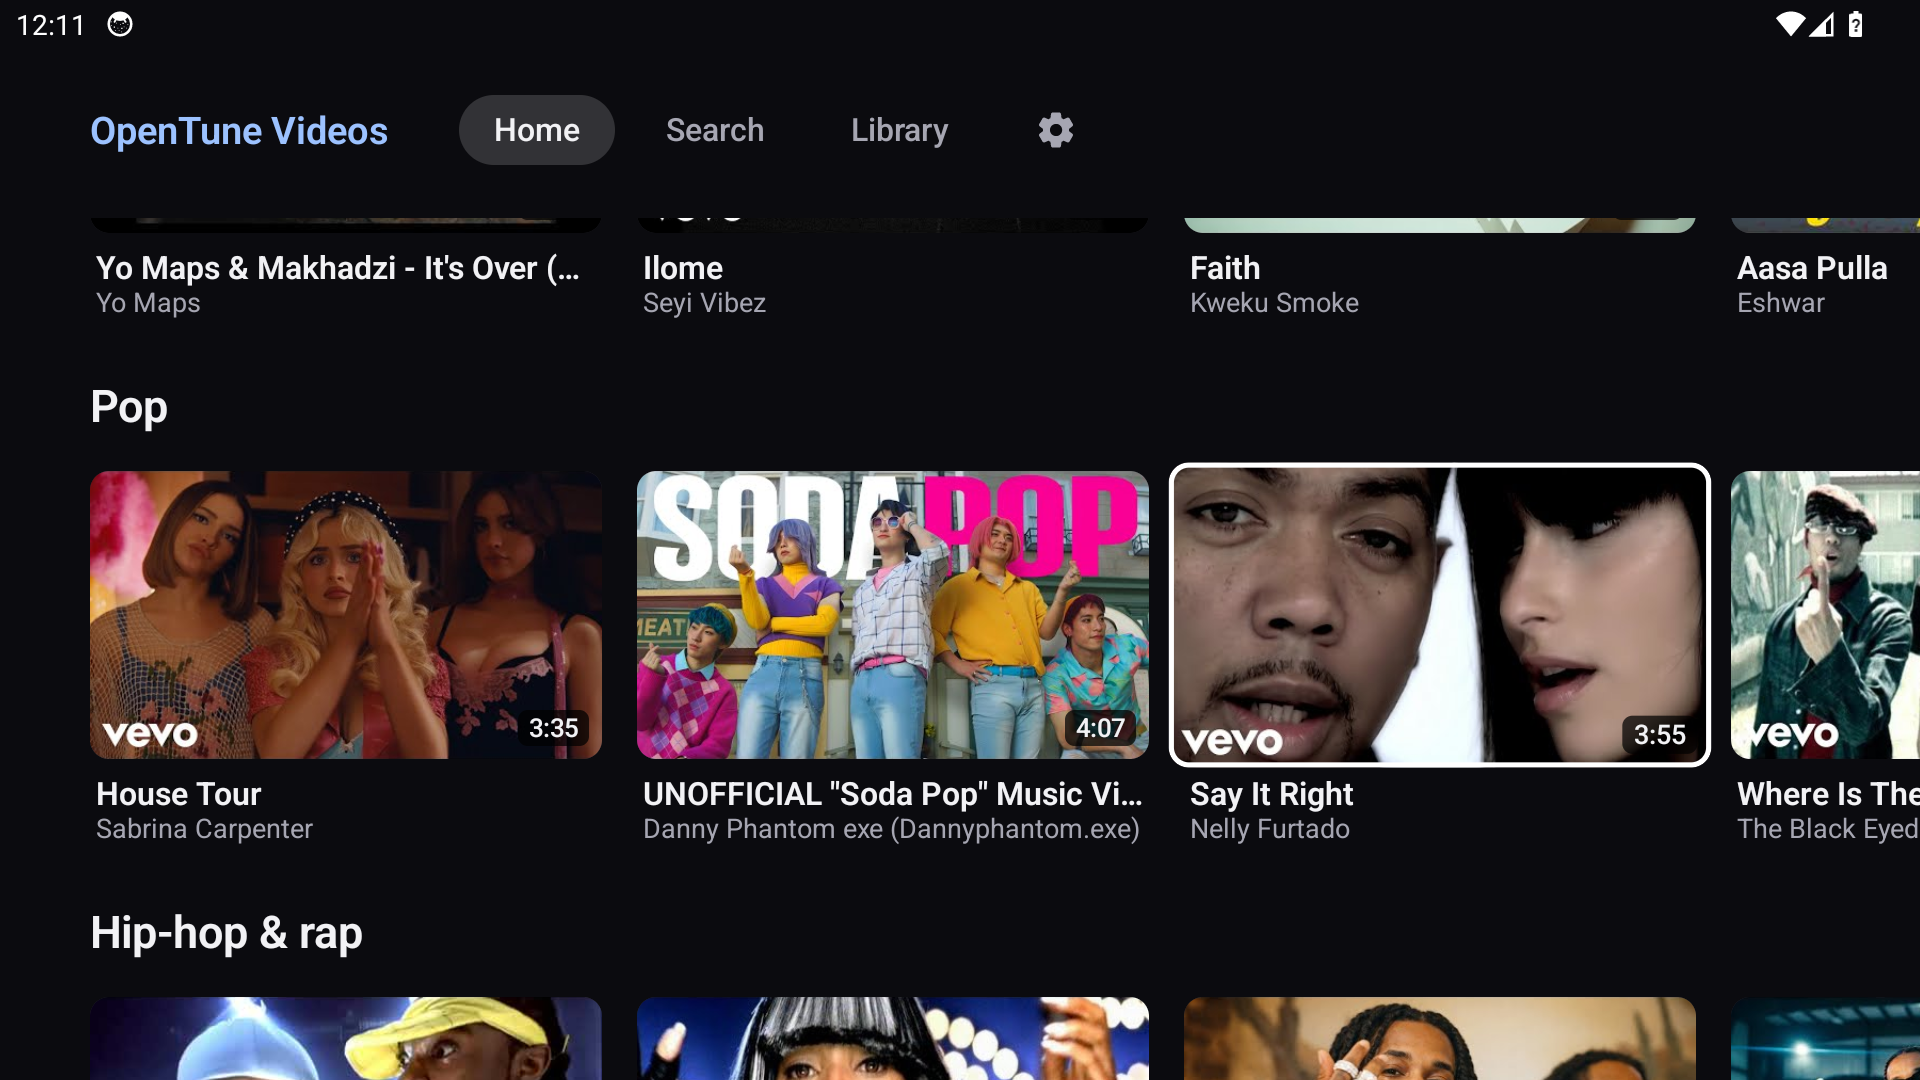 12:11
OpenTune Videos
Home
Search
Library
Yo Maps & Makhadzi - It's Over (...
Yo Maps
Ilome
Seyi Vibez
Faith
Kweku Smoke
Aasa Pulla
Eshwar
Pop
vevo
3:35
SODA POP
MEAT
4:07
vevo
3:55
vevo
House Tour
Sabrina Carpenter
UNOFFICIAL "Soda Pop" Music Vi...
Danny Phantom exe (Dannyphantom.exe)
Say It Right
Nelly Furtado
Where Is The
The Black Eyed
Hip-hop & rap